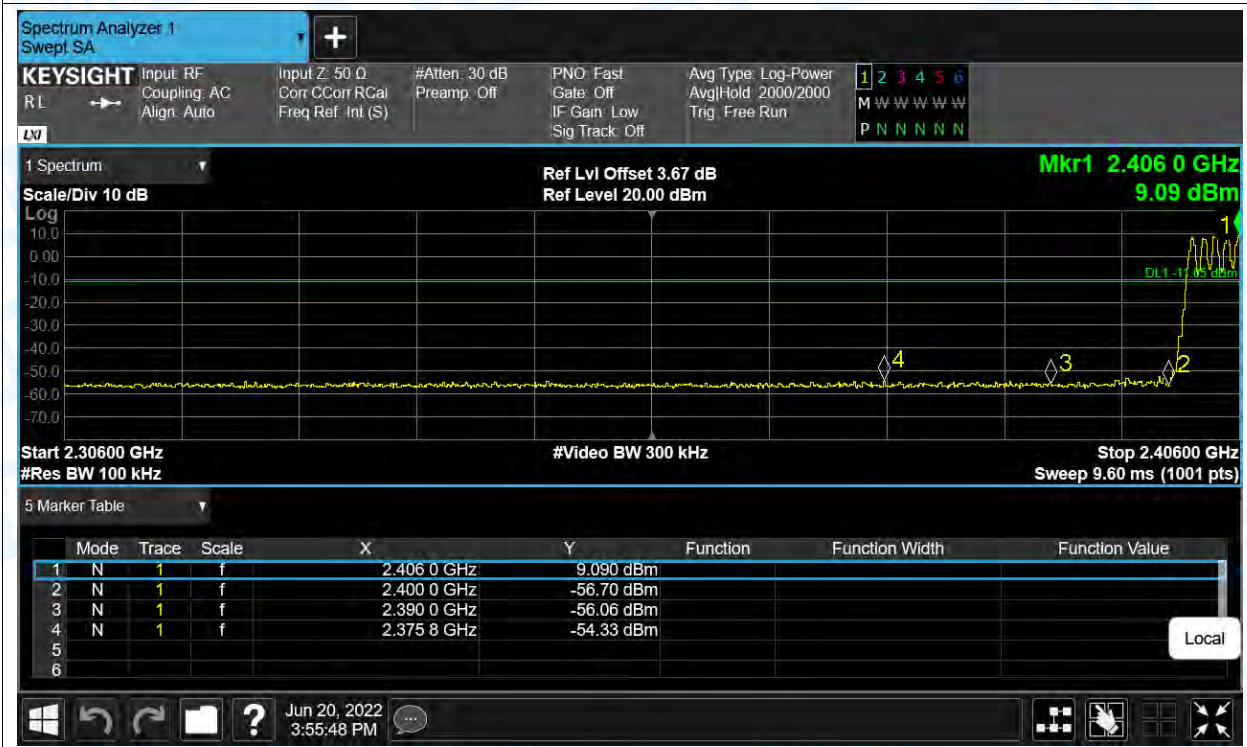 Spectrum Analyzer 1
Swept SA
+
KEYSIGHT Input: RF Input Z: 50 Ω #Atten: 30 dB PNO: Fast Avg Type: Log-Power 1 2 3 4 5 6
R L Coupling: AC Corr CCorr RCal Preamp: Off Gate: Off Avg|Hold: 2000/2000 M W W W W W
Align: Auto Freq Ref: Int (S) IF Gain: Low Trig: Free Run
LXI Sig Track: Off P N N N N N N
1 Spectrum Ref Lvl Offset 3.67 dB Mkr1 2.406 0 GHz
Scale/Div 10 dB Ref Level 20.00 dBm 9.09 dBm
Log
1
10.0
0.00
-10.0 DL1 -11.05 dBm
-20.0
-30.0
-40.0
4 3 2
-50.0
-60.0
-70.0
Start 2.30600 GHz #Video BW 300 kHz Stop 2.40600 GHz
#Res BW 100 kHz Sweep 9.60 ms (1001 pts)
5 Marker Table
Mode Trace Scale X Y Function Function Width Function Value
1 N 1 f 2.406 0 GHz 9.090 dBm
2 N 1 f 2.400 0 GHz -56.70 dBm
3 N 1 f 2.390 0 GHz -56.06 dBm
4 N 1 f 2.375 8 GHz -54.33 dBm
5
Local
6
? Jun 20, 2022
3:55:48 PM